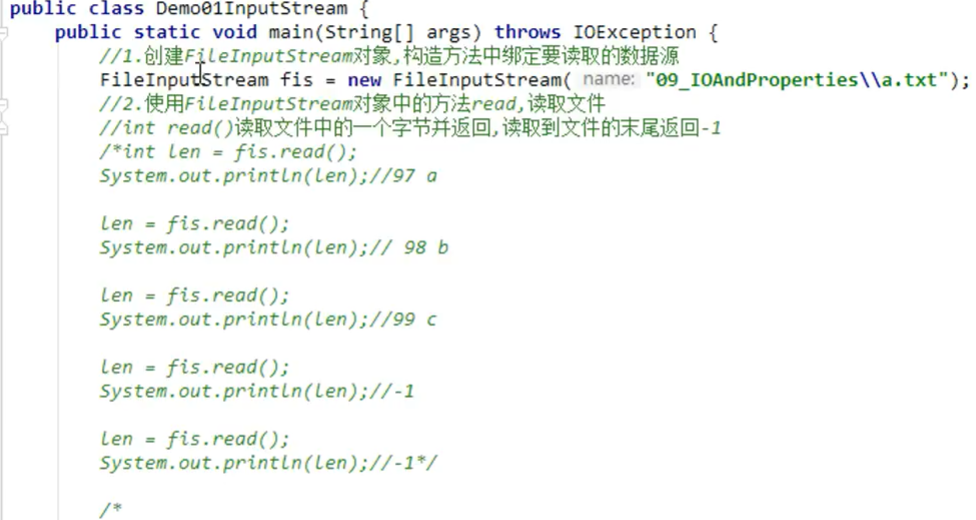 public class Demo01InputStream {
public static void main(String[] args) throws IOException {
//1.创建FileInputStream对象,构造方法中绑定要读取的数据源
FileInputStream fis = new FileInputStream( name: "09_IOAndProperties\\a.txt");
//2.使用FileInputStream对象中的方法read,读取文件
//int read()读取文件中的一个字节并返回,读取到文件的末尾返回-1
/*int len = fis.read();
System.out.println(len);//97 a
len = fis.read();
System.out.println(len);// 98 b
len = fis.read();
System.out.println(len);//99 c
len = fis.read();
System.out.println(len);//-1
len = fis.read();
System.out.println(len);//-1*/
/*